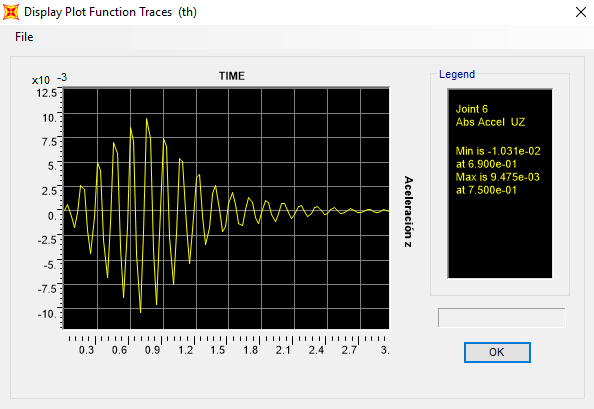 Display Plot Function Traces (th)
File
x10 -3
TIME
12.5
10.
7.5
5.
2.5
0.
-2.5
-5.
-7.5
-10.
0.3 0.6 0.9 1.2 1.5 1.8 2.1 2.4 2.7 3.
Aceleración z
Legend
Joint 6
Abs Accel UZ
Min is -1.031e-02
at 6.900e-01
Max is 9.475e-03
at 7.500e-01
OK